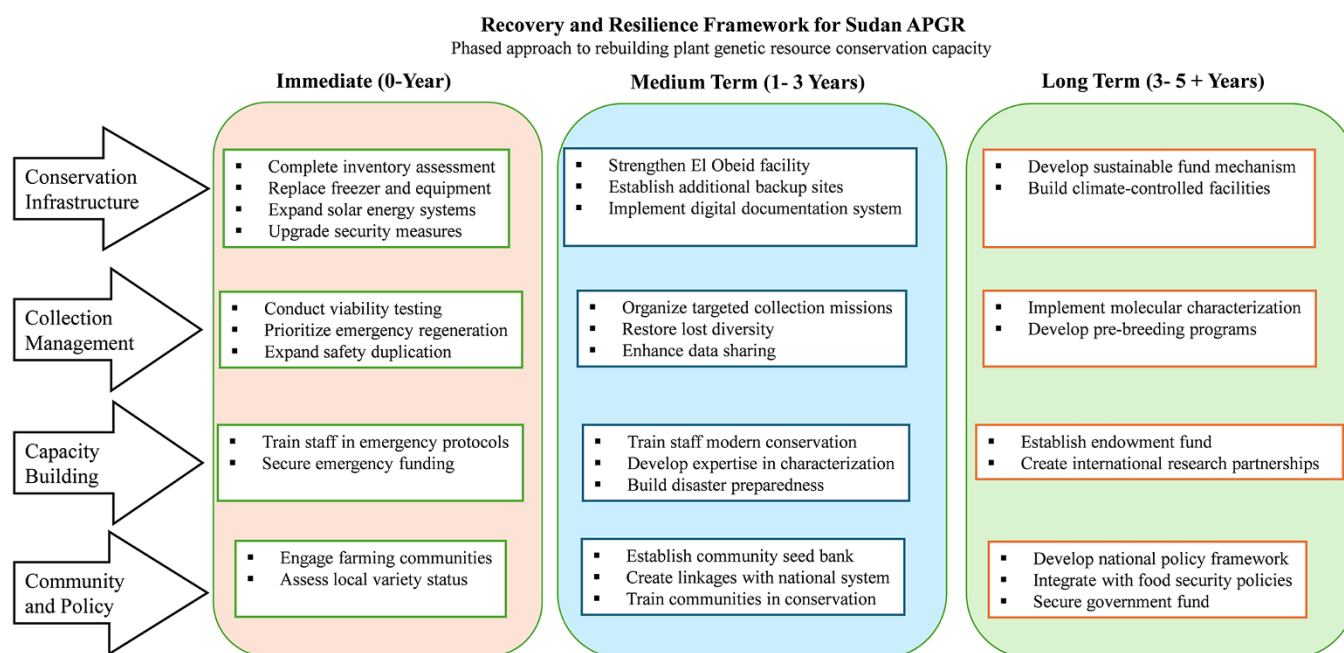 Recovery and Resilience Framework for Sudan APGR
Phased approach to rebuilding plant genetic resource conservation capacity
Immediate (0-Year)
Medium Term (1- 3 Years)
Long Term (3- 5 + Years)
Conservation
Infrastructure
▪ Complete inventory assessment
▪ Replace freezer and equipment
▪ Expand solar energy systems
▪ Upgrade security measures
▪ Strengthen El Obeid facility
▪ Establish additional backup sites
▪ Implement digital documentation system
▪ Develop sustainable fund mechanism
▪ Build climate-controlled facilities
Collection
Management
▪ Conduct viability testing
▪ Prioritize emergency regeneration
▪ Expand safety duplication
▪ Organize targeted collection missions
▪ Restore lost diversity
▪ Enhance data sharing
▪ Implement molecular characterization
▪ Develop pre-breeding programs
Capacity
Building
▪ Train staff in emergency protocols
▪ Secure emergency funding
▪ Train staff modern conservation
▪ Develop expertise in characterization
▪ Build disaster preparedness
▪ Establish endowment fund
▪ Create international research partnerships
Community
and Policy
▪ Engage farming communities
▪ Assess local variety status
▪ Establish community seed bank
▪ Create linkages with national system
▪ Train communities in conservation
▪ Develop national policy framework
▪ Integrate with food security policies
▪ Secure government fund